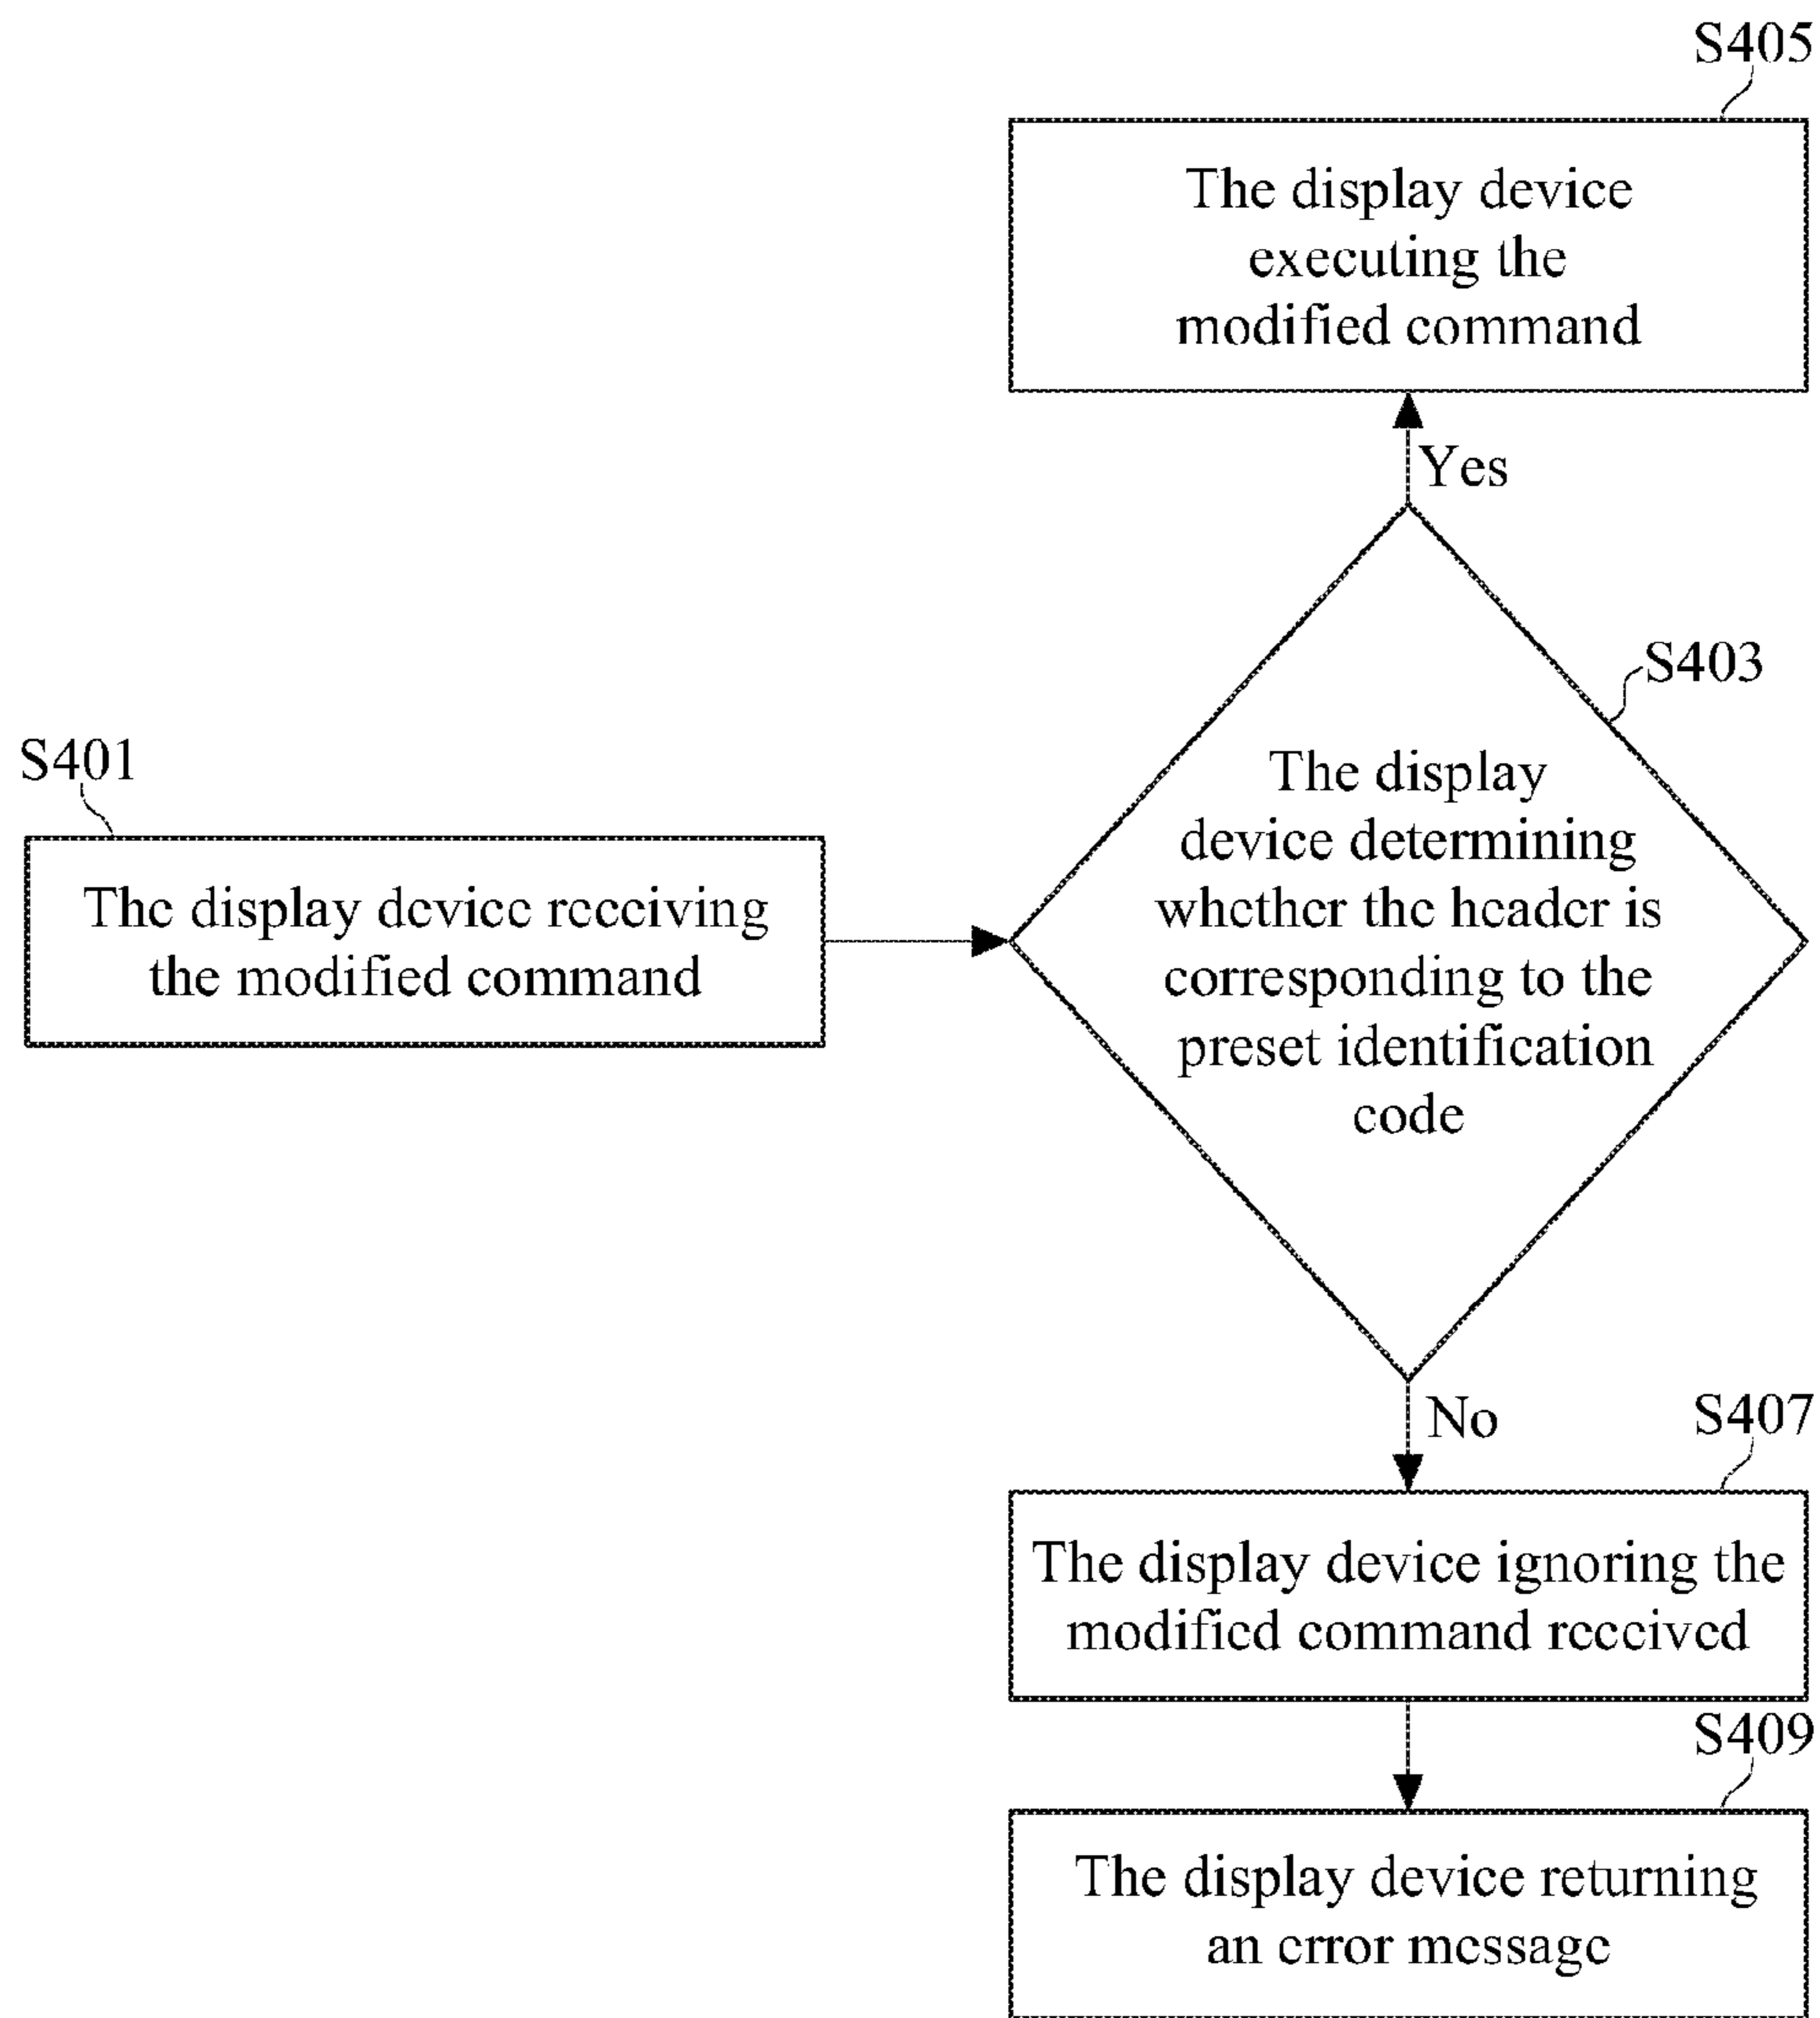 S405
The display device
executing the
modified command
Yes
S403
S401
The display device receiving
the modified command
The display
device determining
whether the header is
corresponding to the
preset identification
code
No
S407
The display device ignoring the
modified command received
S409
The display device returning
an error message